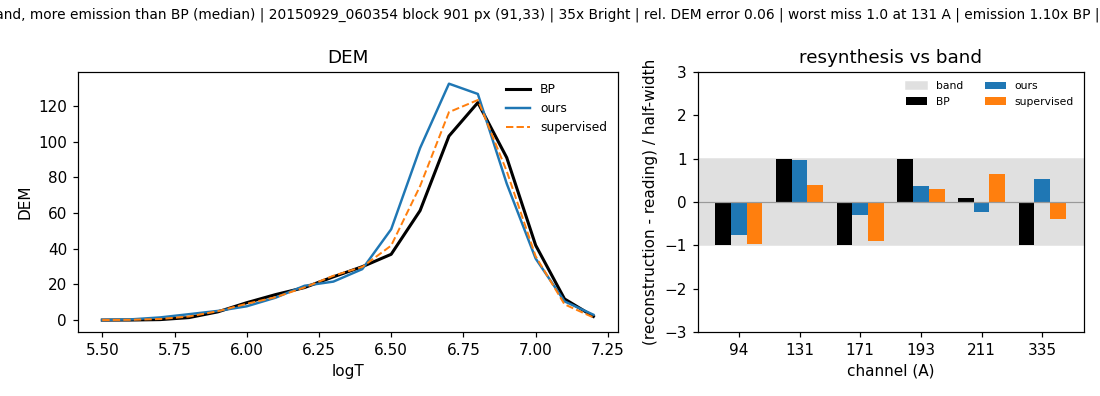 and, more emission than BP (median) | 20150929_060354 block 901 px (91,33) | 35x Bright | rel. DEM error 0.06 | worst miss 1.0 at 131 A | emission 1.10x BP |
DEM
BP
ours
supervised
0
20
40
60
80
100
120
DEM
5.50
5.75
6.00
6.25
6.50
6.75
7.00
7.25
logT
resynthesis vs band
band
BP
ours
supervised
3
2
1
0
−1
−2
−3
(reconstruction - reading) / half-width
94
131
171
193
211
335
channel (A)